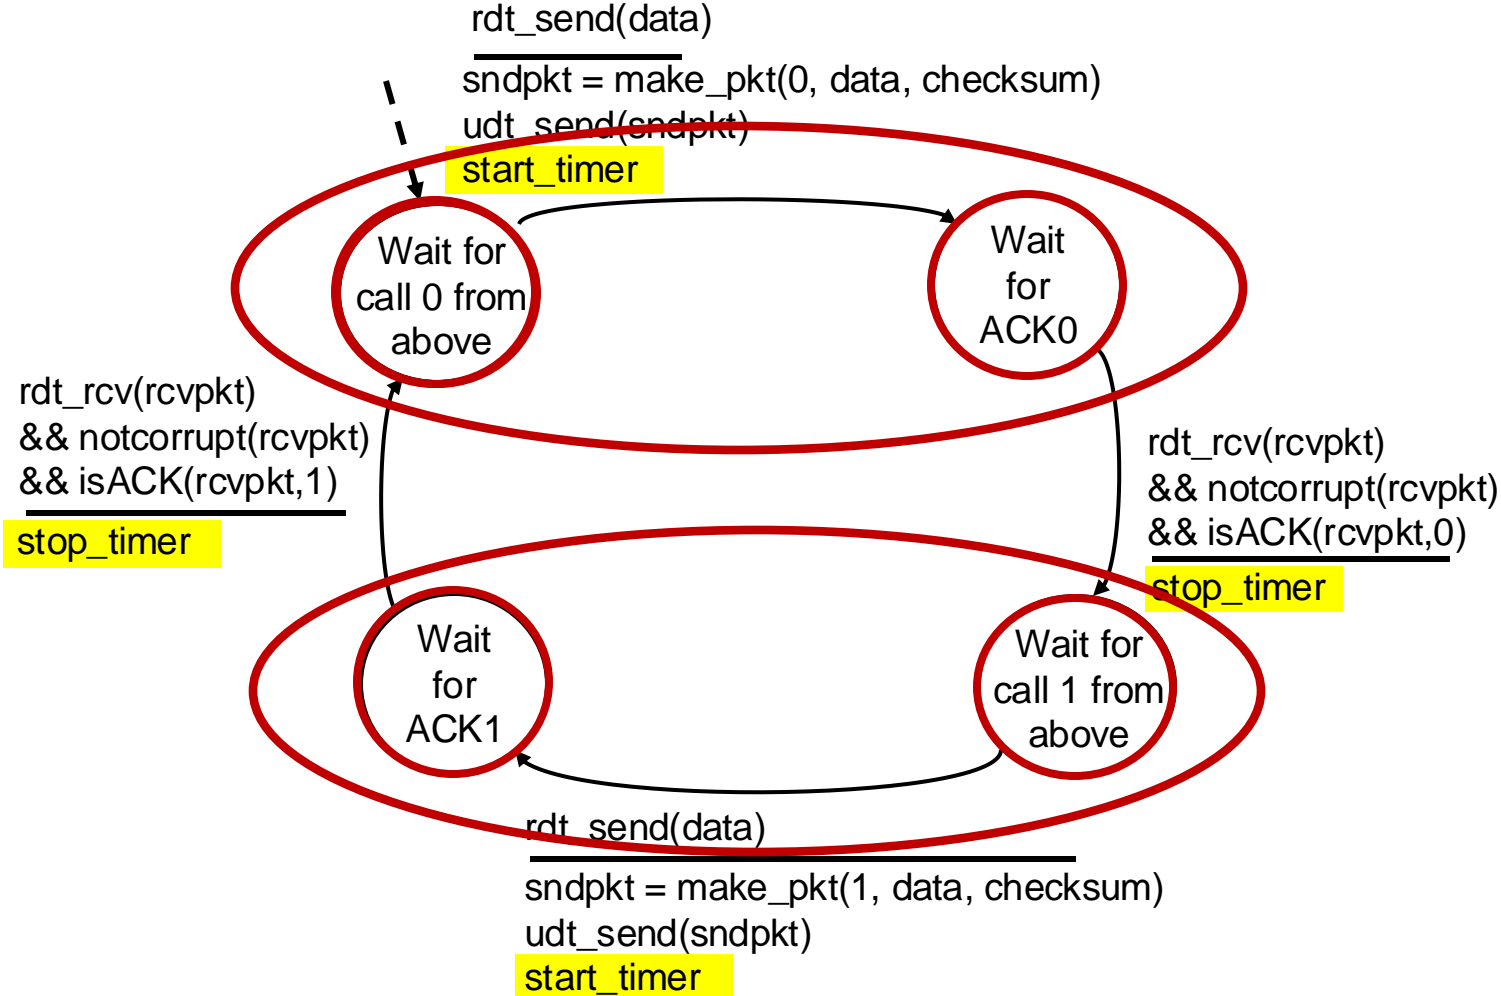 rdt_send(data)
sndpkt = make_pkt(0, data, checksum)
udt_send(sndpkt)
start_timer
Wait for
call 0 from
above
Wait
for
ACK0
rdt_rcv(rcvpkt)
&& notcorrupt(rcvpkt)
&& isACK(rcvpkt,1)
stop_timer
rdt_rcv(rcvpkt)
&& notcorrupt(rcvpkt)
&& isACK(rcvpkt,0)
stop_timer
Wait
for
ACK1
Wait for
call 1 from
above
rdt_send(data)
sndpkt = make_pkt(1, data, checksum)
udt_send(sndpkt)
start_timer